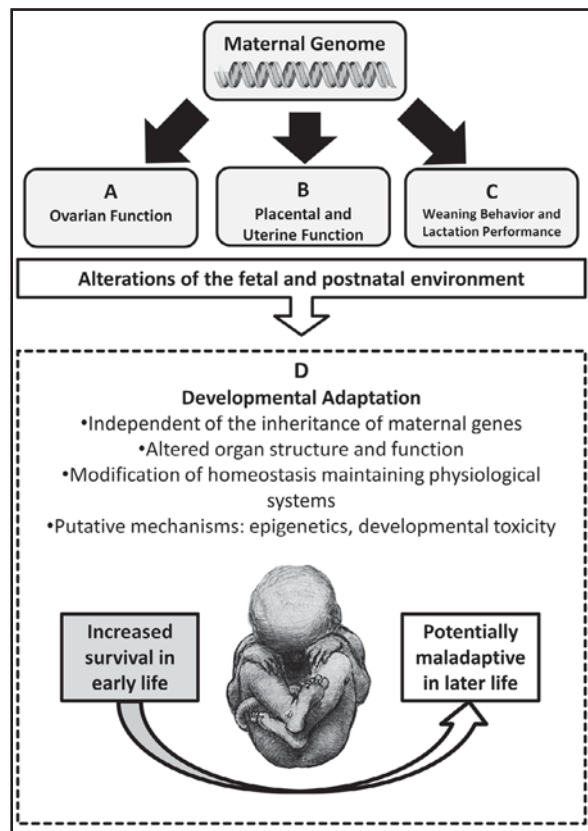 Maternal Genome
A
Ovarian Function
B
Placental and
Uterine Function
C
Weaning Behavior and
Lactation Performance
Alterations of the fetal and postnatal environment
D
Developmental Adaptation
•Independent of the inheritance of maternal genes
•Altered organ structure and function
•Modification of homeostasis maintaining physiological
systems
•Putative mechanisms: epigenetics, developmental toxicity
Increased
survival in
early life
Potentially
maladaptive
in later life